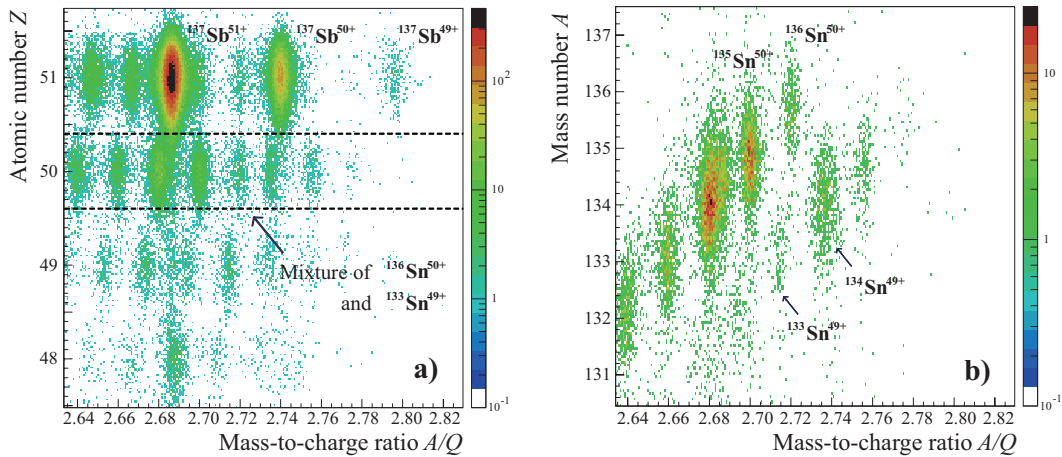 Atomic number Z
51
50
49
48
¹³⁷Sb⁵¹⁺
¹³⁷Sb⁵⁰⁺
¹³⁷Sb⁴⁹⁺
Mixture of ¹³⁶Sn⁵⁰⁺
and ¹³³Sn⁴⁹⁺
a)
10²
10
1
10⁻¹
2.64 2.66 2.68 2.70 2.72 2.74 2.76 2.78 2.80 2.82
Mass-to-charge ratio A/Q
Mass number A
137
136
135
134
133
132
131
¹³⁶Sn⁵⁰⁺
¹³⁵Sn⁵⁰⁺
¹³⁴Sn⁴⁹⁺
¹³³Sn⁴⁹⁺
b)
10
1
10⁻¹
2.64 2.66 2.68 2.70 2.72 2.74 2.76 2.78 2.80 2.82
Mass-to-charge ratio A/Q